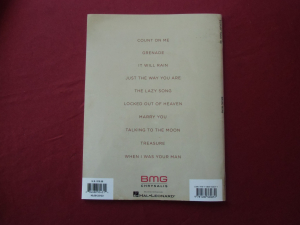 COUNT ON ME
GRENADE
IT WILL RAIN
JUST THE WAY YOU ARE
THE LAZY SONG
LOCKED OUT OF HEAVEN
MARRY YOU
TALKING TO THE MOON
TREASURE
WHEN I WAS YOUR MAN
BMG
CHRYSALIS
HAL•LEONARD